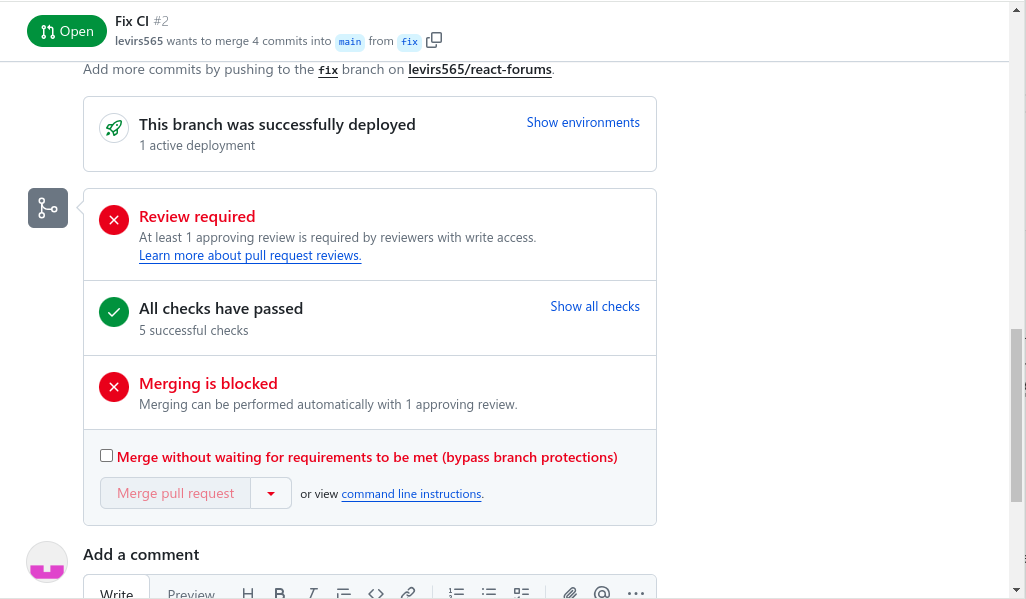 Open
Fix CI #2
levirs565 wants to merge 4 commits into main from fix
Add more commits by pushing to the fix branch on levirs565/react-forums.
This branch was successfully deployed
Show environments
1 active deployment
Review required
At least 1 approving review is required by reviewers with write access.
Learn more about pull request reviews.
All checks have passed
Show all checks
5 successful checks
Merging is blocked
Merging can be performed automatically with 1 approving review.
Merge without waiting for requirements to be met (bypass branch protections)
Merge pull request
or view command line instructions.
Add a comment
Write Preview